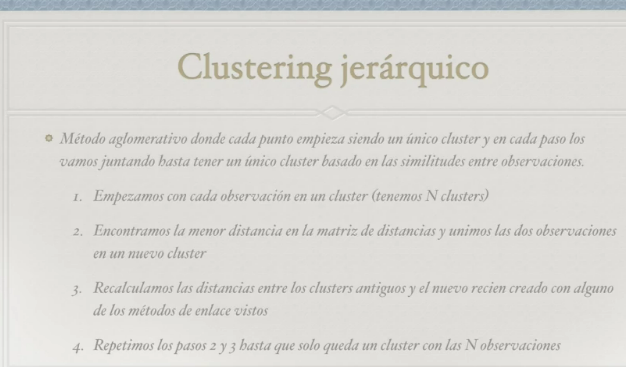 Clustering jerárquico
Método aglomerativo donde cada punto empieza siendo un único cluster y en cada paso los
vamos juntando hasta tener un único cluster basado en las similitudes entre observaciones.
1. Empezamos con cada observación en un cluster (tenemos N clusters)
2. Encontramos la menor distancia en la matriz de distancias y unimos las dos observaciones
en un nuevo cluster
3. Recalculamos las distancias entre los clusters antiguos y el nuevo recien creado con alguno
de los métodos de enlace vistos
4. Repetimos los pasos 2 y 3 hasta que solo queda un cluster con las N observaciones